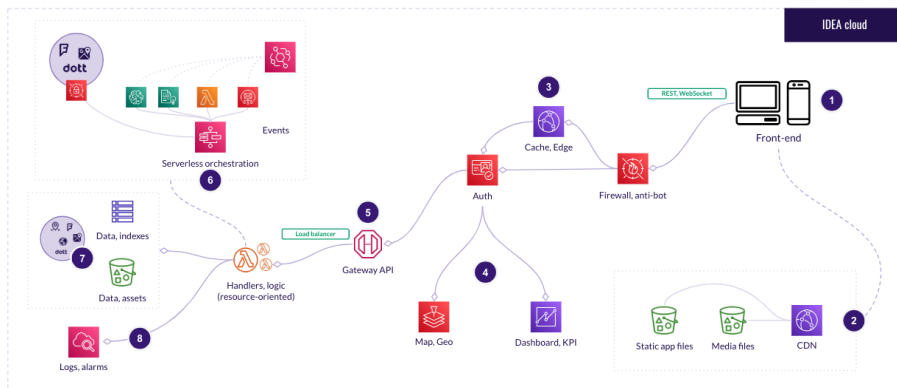 IDEA cloud
dott
Events
Serverless orchestration
6
3
Cache, Edge
REST, WebSocket
1
Front-end
Auth
Firewall, anti-bot
Data, indexes
7
dott
Data, assets
Handlers, logic
(resource-oriented)
Load balancer
5
Gateway API
4
Map, Geo
Dashboard, KPI
8
Logs, alarms
2
Static app files
Media files
CDN